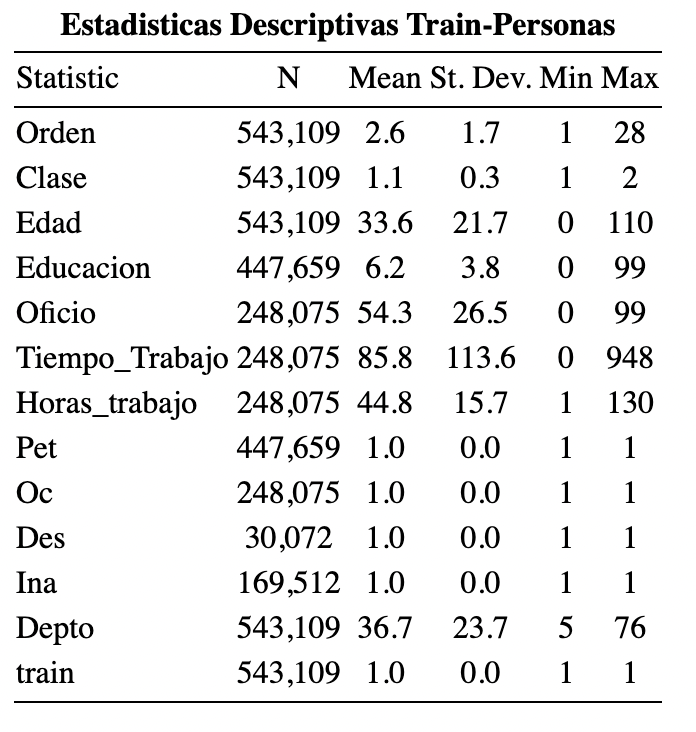 Estadisticas Descriptivas Train-Personas
Statistic N Mean St. Dev. Min Max
Orden 543,109 2.6 1.7 1 28
Clase 543,109 1.1 0.3 1 2
Edad 543,109 33.6 21.7 0 110
Educacion 447,659 6.2 3.8 0 99
Oficio 248,075 54.3 26.5 0 99
Tiempo_Trabajo 248,075 85.8 113.6 0 948
Horas_trabajo 248,075 44.8 15.7 1 130
Pet 447,659 1.0 0.0 1 1
Oc 248,075 1.0 0.0 1 1
Des 30,072 1.0 0.0 1 1
Ina 169,512 1.0 0.0 1 1
Depto 543,109 36.7 23.7 5 76
train 543,109 1.0 0.0 1 1